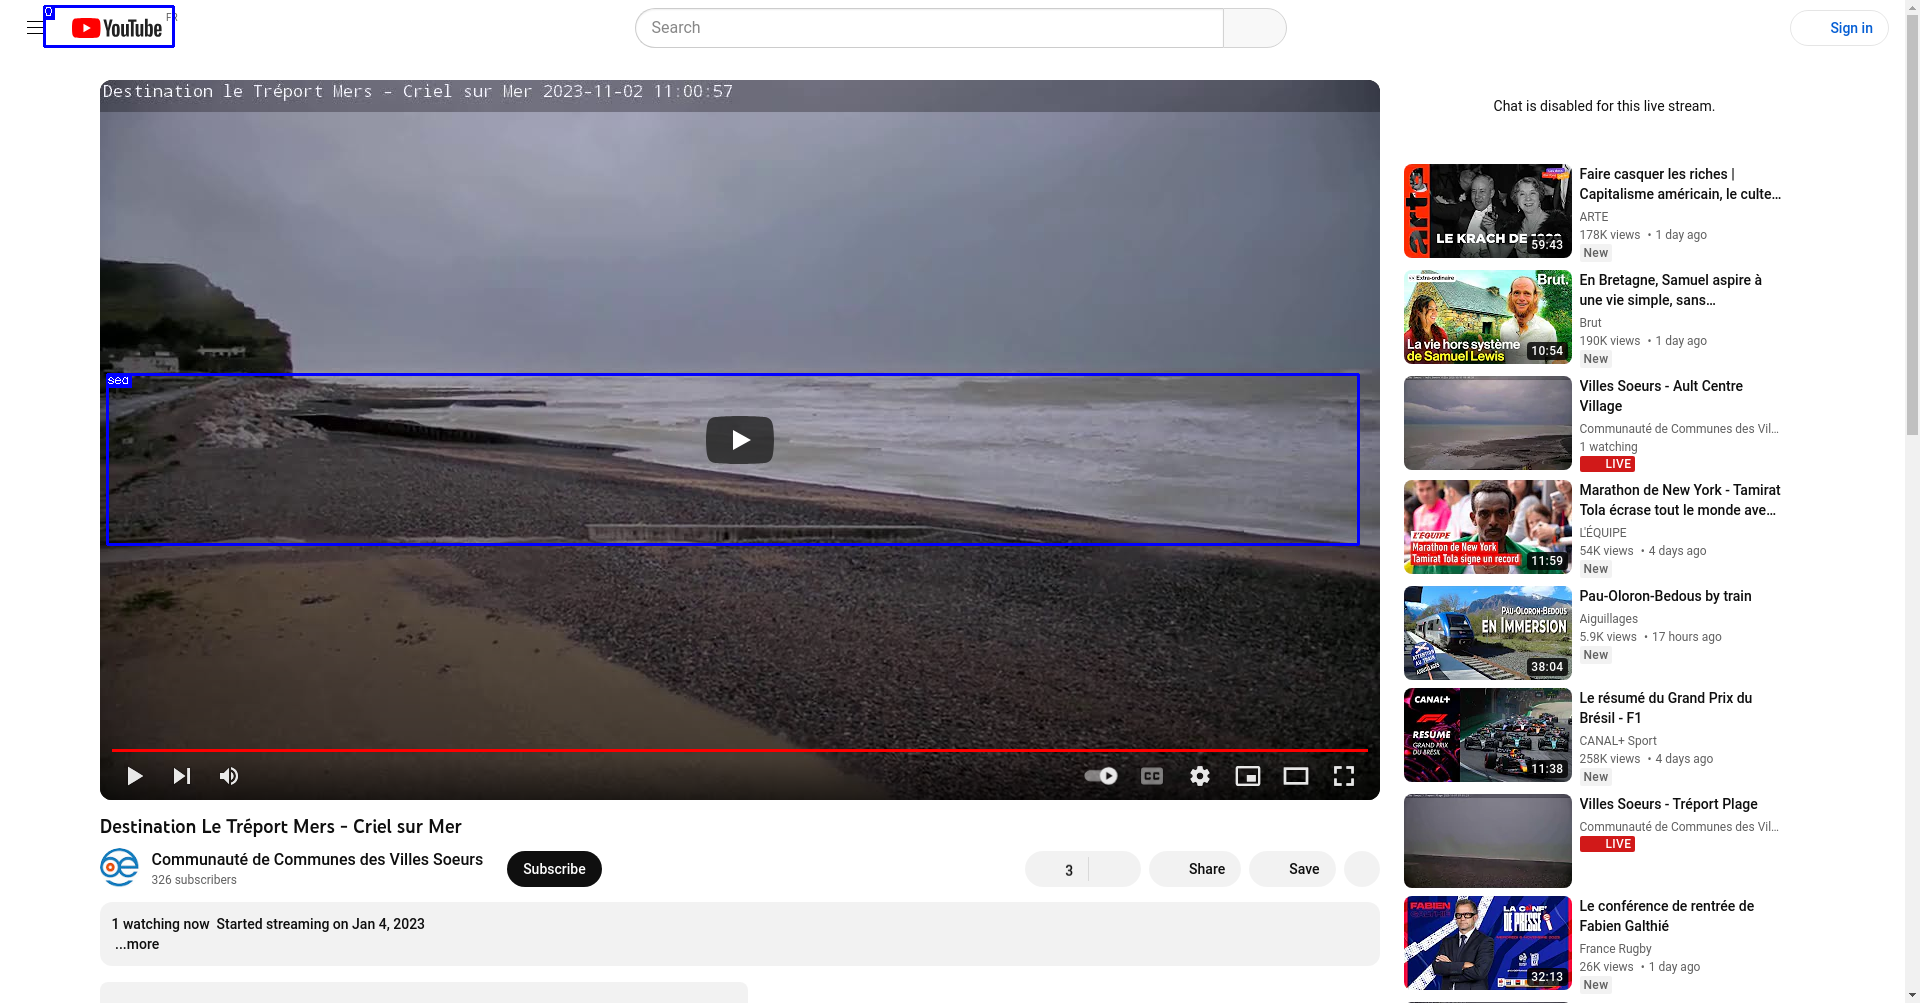 YouTube FR
Search
Sign in
Destination le Tréport Mers - Criel sur Mer 2023-11-02 11:00:57
sea
Destination Le Tréport Mers - Criel sur Mer
Communauté de Communes des Villes Soeurs
326 subscribers
Subscribe
3
Share
Save
1 watching now Started streaming on Jan 4, 2023
...more
Chat is disabled for this live stream.
arte
LE KRACH DE
59:43
Faire casquer les riches |
Capitalisme américain, le culte...
ARTE
178K views • 1 day ago
New
Extra-ordinaire
Brut.
La vie hors système
de Samuel Lewis
10:54
En Bretagne, Samuel aspire à
une vie simple, sans...
Brut
190K views • 1 day ago
New
Villes Soeurs - Ault Centre
Village
Communauté de Communes des Vil...
1 watching
LIVE
L'ÉQUIPE
Marathon de New York
Tamirat Tola signe un record
11:59
Marathon de New York - Tamirat
Tola écrase tout le monde ave...
L'ÉQUIPE
54K views • 4 days ago
New
PAU-OLORON-BEDOUS
EN IMMERSION
ATTENTION
AU TRAIN
38:04
Pau-Oloron-Bedous by train
Aiguillages
5.9K views • 17 hours ago
New
CANAL+
RÉSUMÉ
GRAND PRIX
DU BRÉSIL
11:38
Le résumé du Grand Prix du
Brésil - F1
CANAL+ Sport
258K views • 4 days ago
New
Villes Soeurs - Tréport Plage
Communauté de Communes des Vil...
LIVE
FABIEN
GALTHIÉ
LA CONF'
DE PRESSE
32:13
Le conférence de rentrée de
Fabien Galthié
France Rugby
26K views • 1 day ago
New